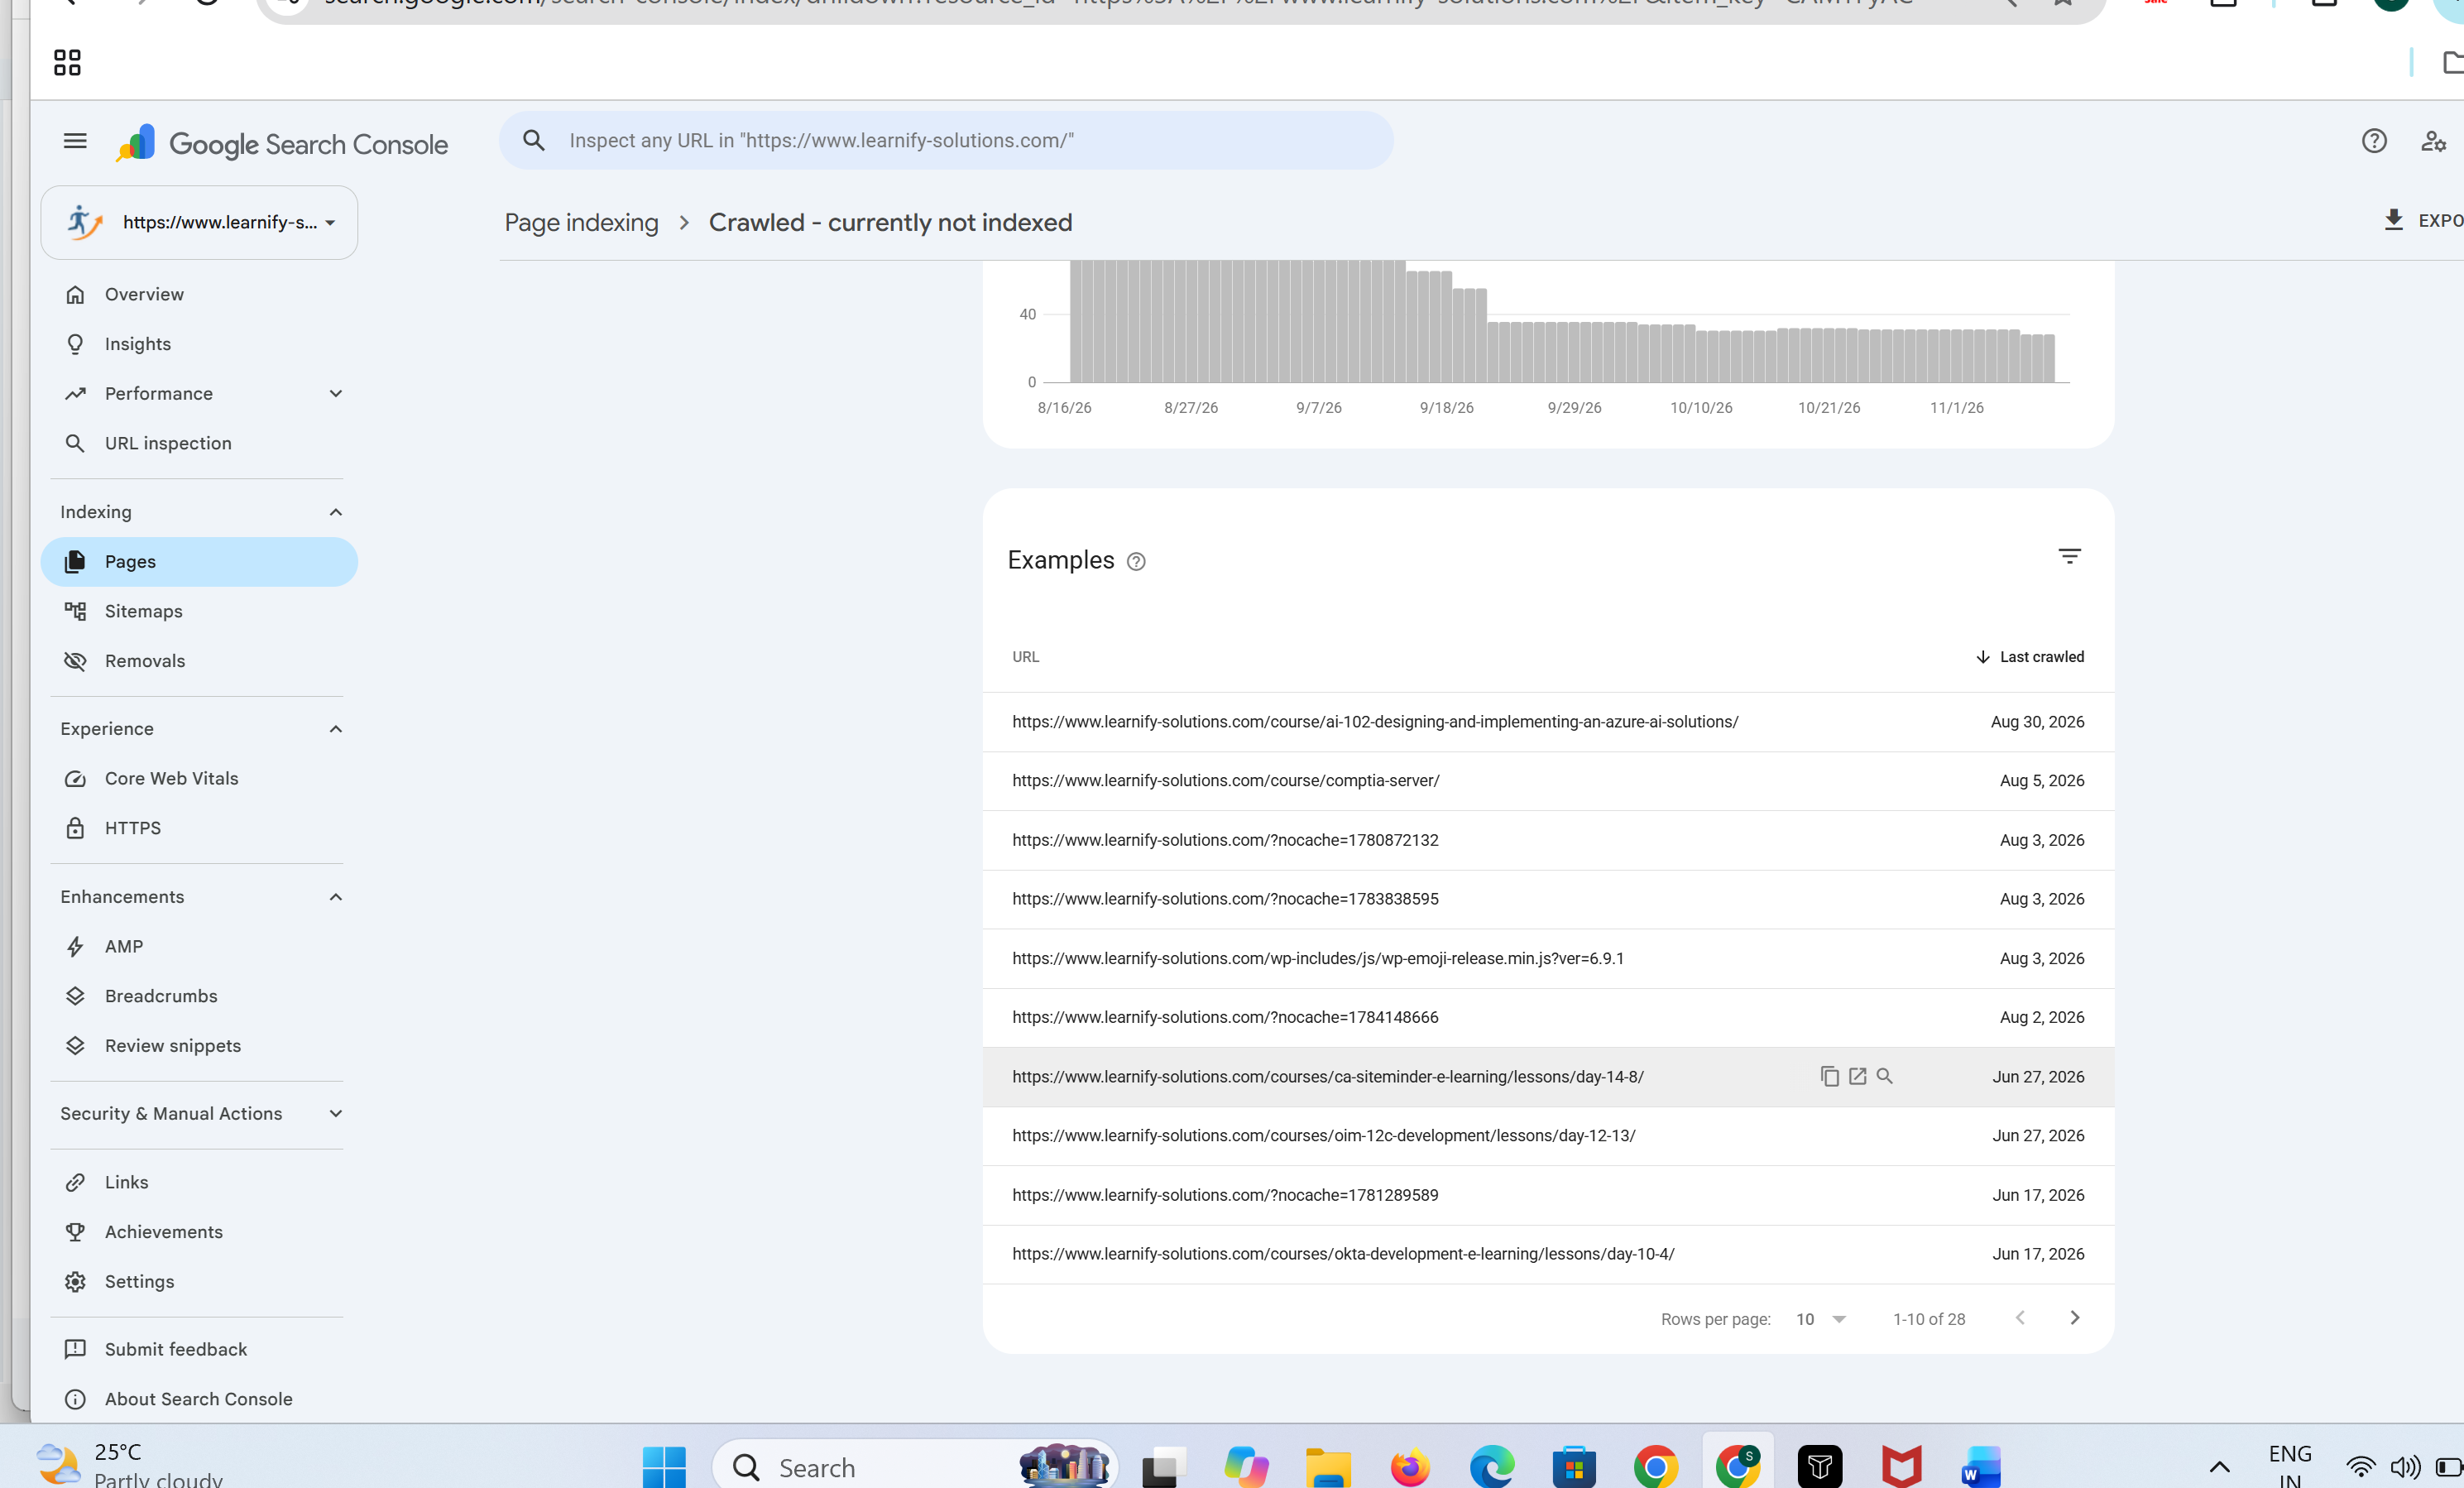 Google Search Console
Inspect any URL in "https://www.learnify-solutions.com/"
https://www.learnify-s...
Page indexing > Crawled - currently not indexed
EXPO
Overview
Insights
Performance
URL inspection
Indexing
Pages
Sitemaps
Removals
Experience
Core Web Vitals
HTTPS
Enhancements
AMP
Breadcrumbs
Review snippets
Security & Manual Actions
Links
Achievements
Settings
Submit feedback
About Search Console
40
0
8/16/26 8/27/26 9/7/26 9/18/26 9/29/26 10/10/26 10/21/26 11/1/26
Examples
URL Last crawled
https://www.learnify-solutions.com/course/ai-102-designing-and-implementing-an-azure-ai-solutions/ Aug 30, 2026
https://www.learnify-solutions.com/course/comptia-server/ Aug 5, 2026
https://www.learnify-solutions.com/?nocache=1780872132 Aug 3, 2026
https://www.learnify-solutions.com/?nocache=1783838595 Aug 3, 2026
https://www.learnify-solutions.com/wp-includes/js/wp-emoji-release.min.js?ver=6.9.1 Aug 3, 2026
https://www.learnify-solutions.com/?nocache=1784148666 Aug 2, 2026
https://www.learnify-solutions.com/courses/ca-siteminder-e-learning/lessons/day-14-8/ Jun 27, 2026
https://www.learnify-solutions.com/courses/oim-12c-development/lessons/day-12-13/ Jun 27, 2026
https://www.learnify-solutions.com/?nocache=1781289589 Jun 17, 2026
https://www.learnify-solutions.com/courses/okta-development-e-learning/lessons/day-10-4/ Jun 17, 2026
Rows per page: 10 1-10 of 28
25°C
Partly cloudy
Search
S
W
ENG
IN